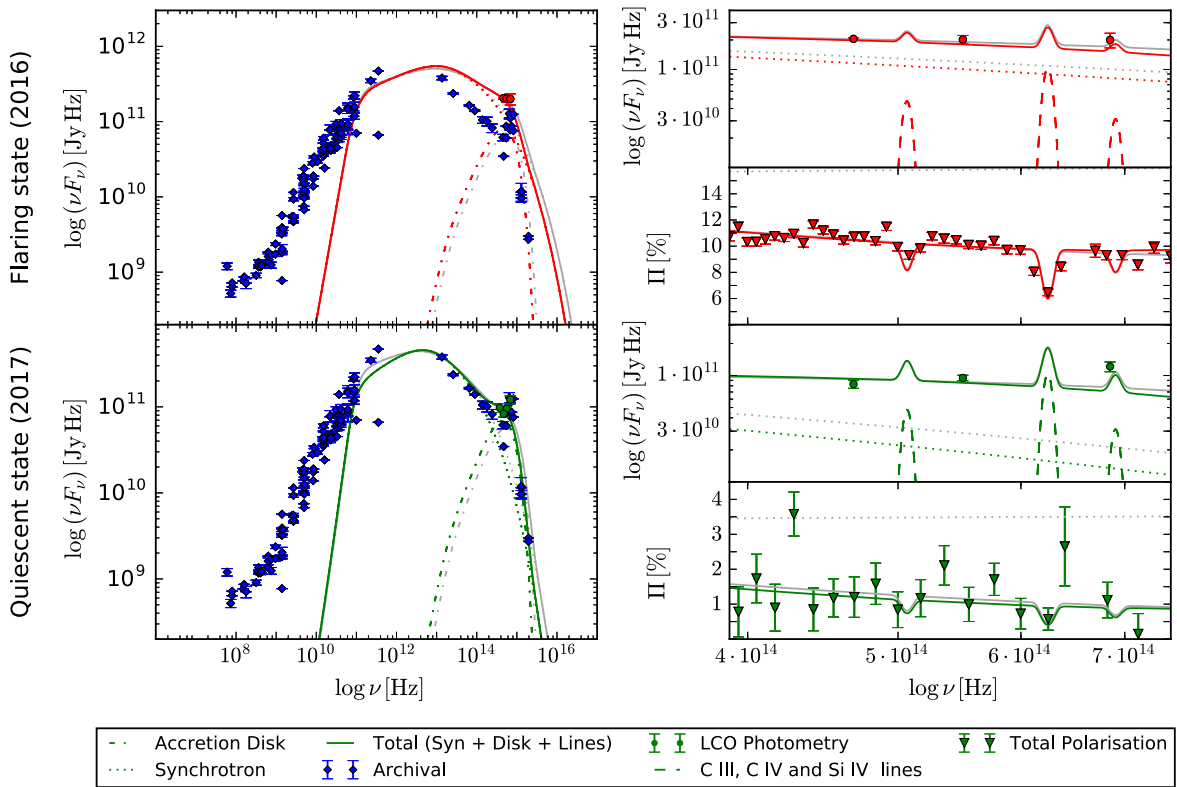 Flaring state (2016)
log (νFν) [Jy Hz]
10^12
10^11
10^10
10^9
log (νFν) [Jy Hz]
3 · 10^11
1 · 10^11
3 · 10^10
Π [%]
14
12
10
8
6
Quiescent state (2017)
log (νFν) [Jy Hz]
10^11
10^10
10^9
10^8 10^10 10^12 10^14 10^16
log ν [Hz]
log (νFν) [Jy Hz]
1 · 10^11
3 · 10^10
Π [%]
4
3
2
1
4 · 10^14 5 · 10^14 6 · 10^14 7 · 10^14
log ν [Hz]
Accretion Disk Total (Syn + Disk + Lines) LCO Photometry Total Polarisation
Synchrotron Archival C III, C IV and Si IV lines